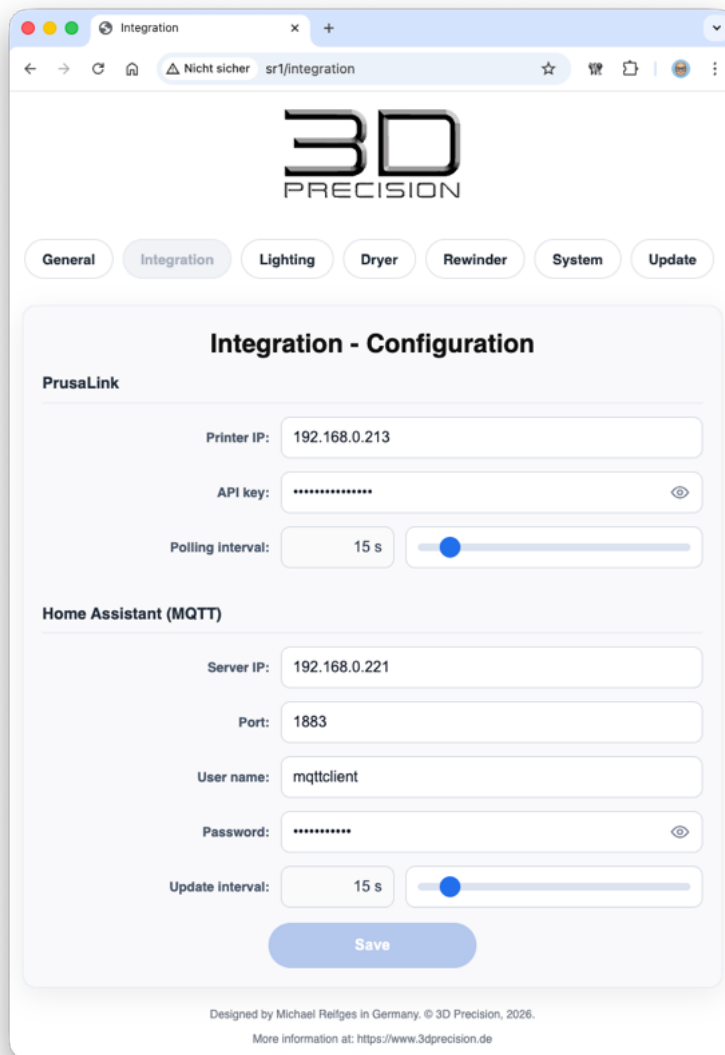 Integration
Nicht sicher sr1/integration
3D
PRECISION
General Integration Lighting Dryer Rewinder System Update
Integration - Configuration
PrusaLink
Printer IP: 192.168.0.213
API key: •••••••••••••••
Polling interval: 15 s
Home Assistant (MQTT)
Server IP: 192.168.0.221
Port: 1883
User name: mqttclient
Password: •••••••••••
Update interval: 15 s
Save
Designed by Michael Reifges in Germany. © 3D Precision, 2026.
More information at: https://www.3dprecision.de